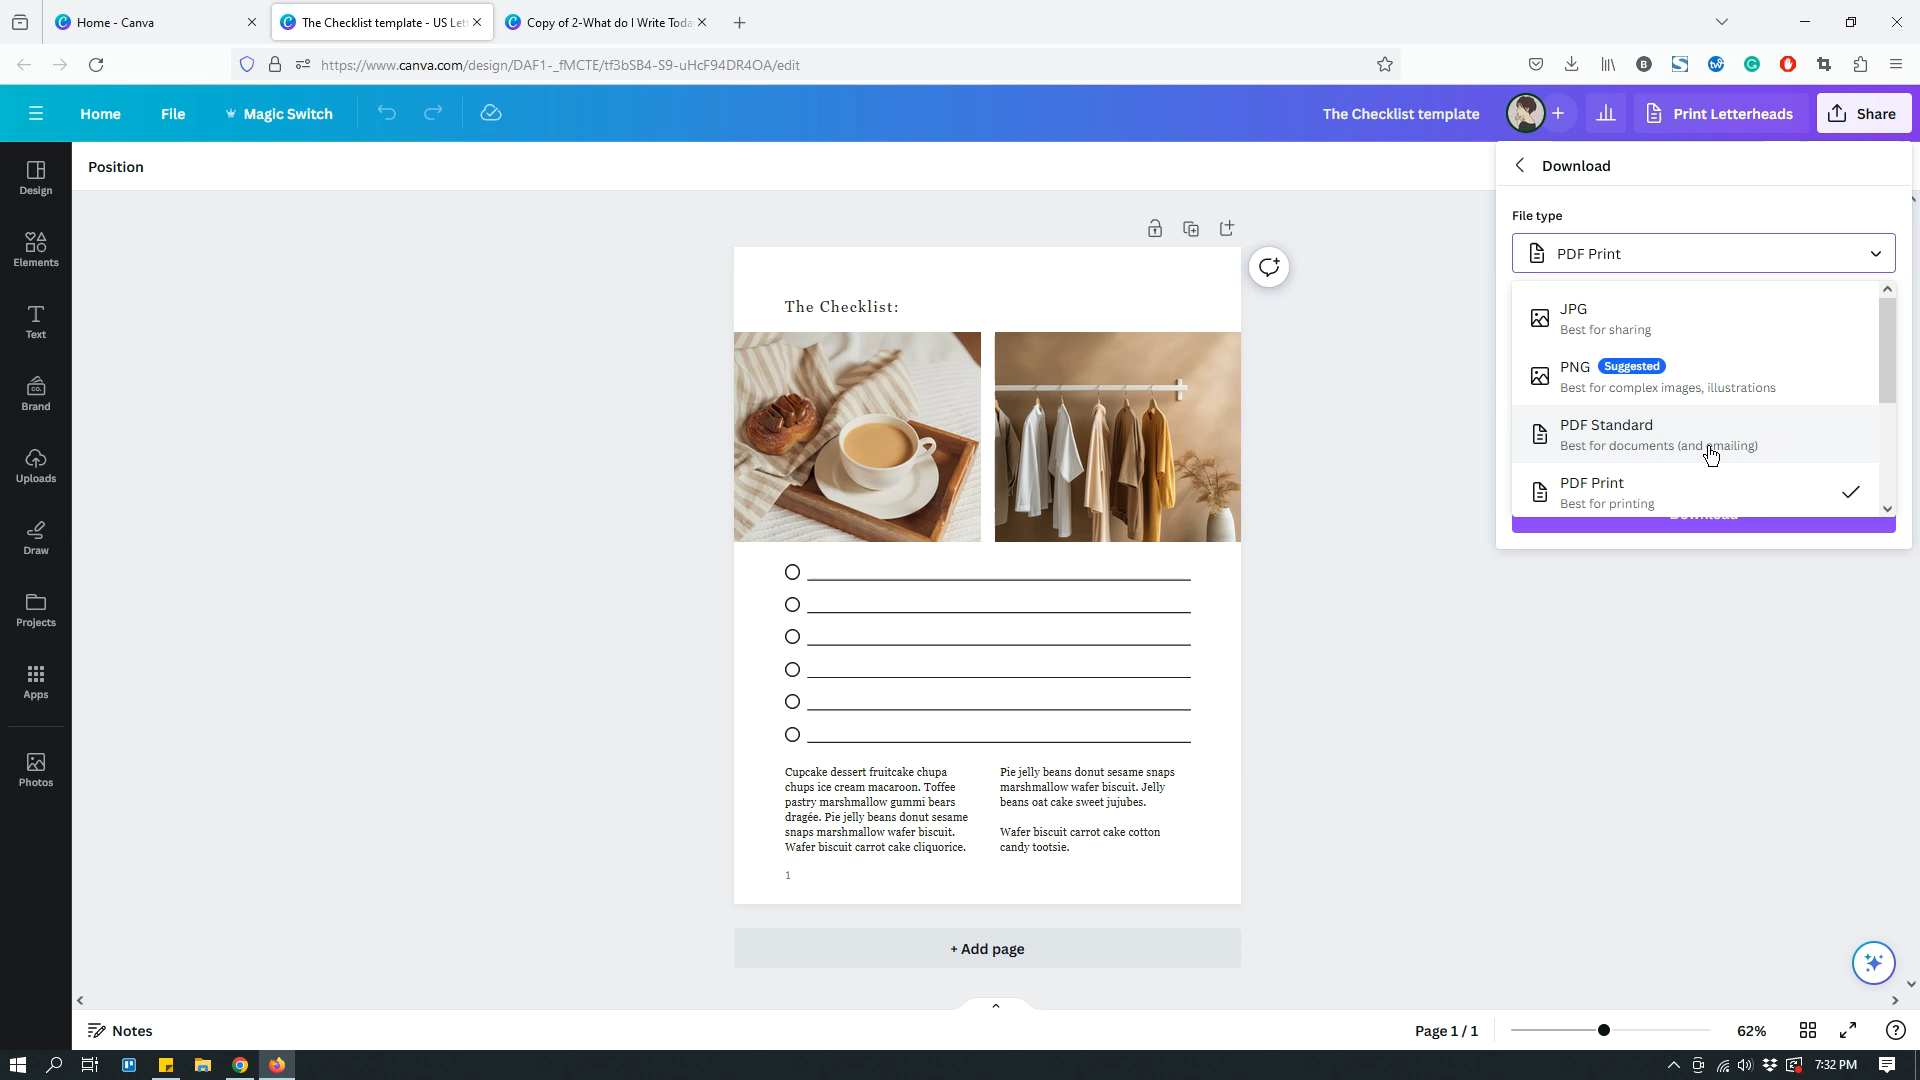 Home - Canva
The Checklist template - US Lett
Copy of 2-What do I Write Toda
https://www.canva.com/design/DAF1-_fMCTE/tf3bSB4-S9-uHcF94DR4OA/edit
Home
File
Magic Switch
The Checklist template
Print Letterheads
Share
Position
Design
Elements
Text
Brand
Uploads
Draw
Projects
Apps
Photos
The Checklist:
Cupcake dessert fruitcake chupa
chups ice cream macaroon. Toffee
pastry marshmallow gummi bears
dragée. Pie jelly beans donut sesame
snaps marshmallow wafer biscuit.
Wafer biscuit carrot cake cliquorice.
Pie jelly beans donut sesame snaps
marshmallow wafer biscuit. Jelly
beans oat cake sweet jujubes.
Wafer biscuit carrot cake cotton
candy tootsie.
1
+ Add page
Download
File type
PDF Print
JPG
Best for sharing
PNG Suggested
Best for complex images, illustrations
PDF Standard
Best for documents (and emailing)
PDF Print
Best for printing
Download
Notes
Page 1 / 1
62%
7:32 PM